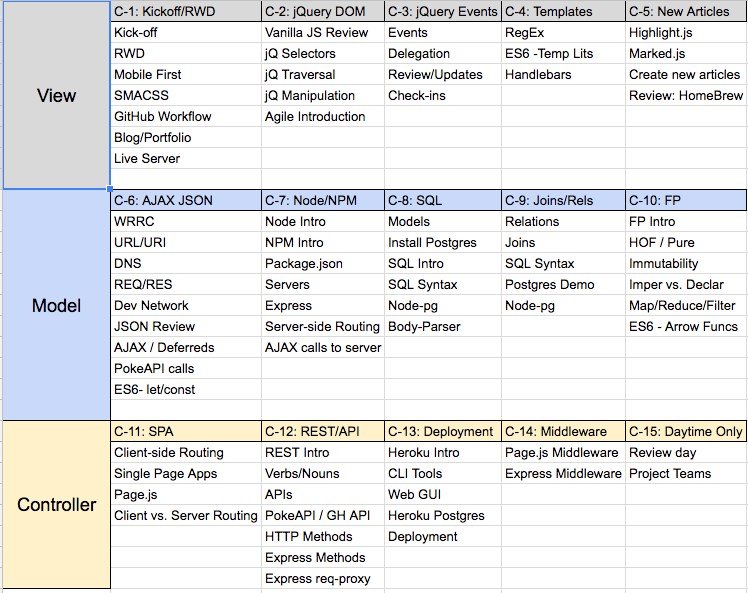 View
C-1: Kickoff/RWD C-2: jQuery DOM C-3: jQuery Events C-4: Templates C-5: New Articles
Kick-off Vanilla JS Review Events RegEx Highlight.js
RWD jQ Selectors Delegation ES6 -Temp Lits Marked.js
Mobile First jQ Traversal Review/Updates Handlebars Create new articles
SMACSS jQ Manipulation Check-ins Review: HomeBrew
GitHub Workflow Agile Introduction
Blog/Portfolio
Live Server
Model
C-6: AJAX JSON C-7: Node/NPM C-8: SQL C-9: Joins/Rels C-10: FP
WRRC Node Intro Models Relations FP Intro
URL/URI NPM Intro Install Postgres Joins HOF / Pure
DNS Package.json SQL Intro SQL Syntax Immutability
REQ/RES Servers SQL Syntax Postgres Demo Imper vs. Declar
Dev Network Express Node-pg Node-pg Map/Reduce/Filter
JSON Review Server-side Routing Body-Parser ES6 - Arrow Funcs
AJAX / Deferreds AJAX calls to server
PokeAPI calls
ES6- let/const
Controller
C-11: SPA C-12: REST/API C-13: Deployment C-14: Middleware C-15: Daytime Only
Client-side Routing REST Intro Heroku Intro Page.js Middleware Review day
Single Page Apps Verbs/Nouns CLI Tools Express Middleware Project Teams
Page.js APIs Web GUI
Client vs. Server Routing PokeAPI / GH API Heroku Postgres
HTTP Methods Deployment
Express Methods
Express req-proxy